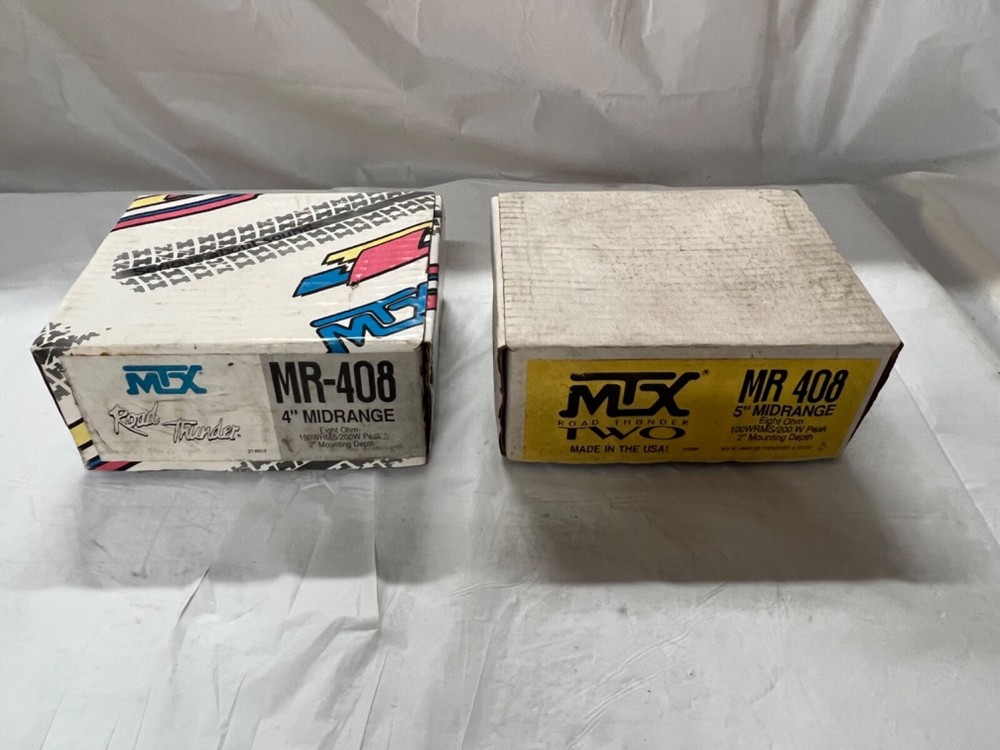 MTX
MTX
Road Thunder
MR-408
4" MIDRANGE
Eight Ohm
100WRMS/200W Peak
2" Mounting Depth
MTX®
ROAD THUNDER
TWO
MADE IN THE USA!
MR 408
5" MIDRANGE
Eight Ohm
100WRMS/200 W Peak
2" Mounting Depth